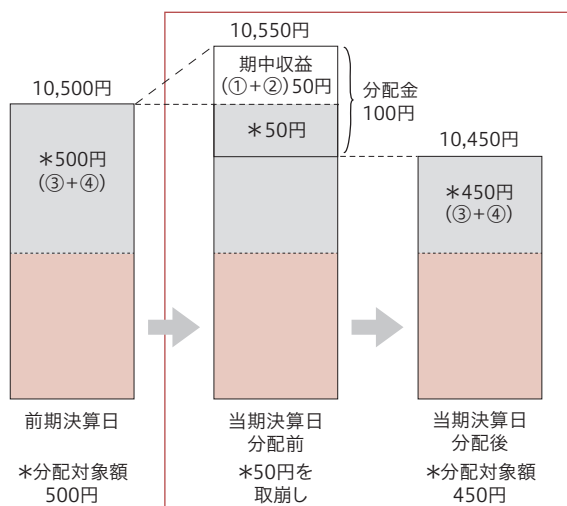 10,500円
＊500円
(③+④)
前期決算日
＊分配対象額
500円
10,550円
期中収益
(①+②)50円
＊50円
分配金
100円
当期決算日
分配前
＊50円を
取崩し
10,450円
＊450円
(③+④)
当期決算日
分配後
＊分配対象額
450円